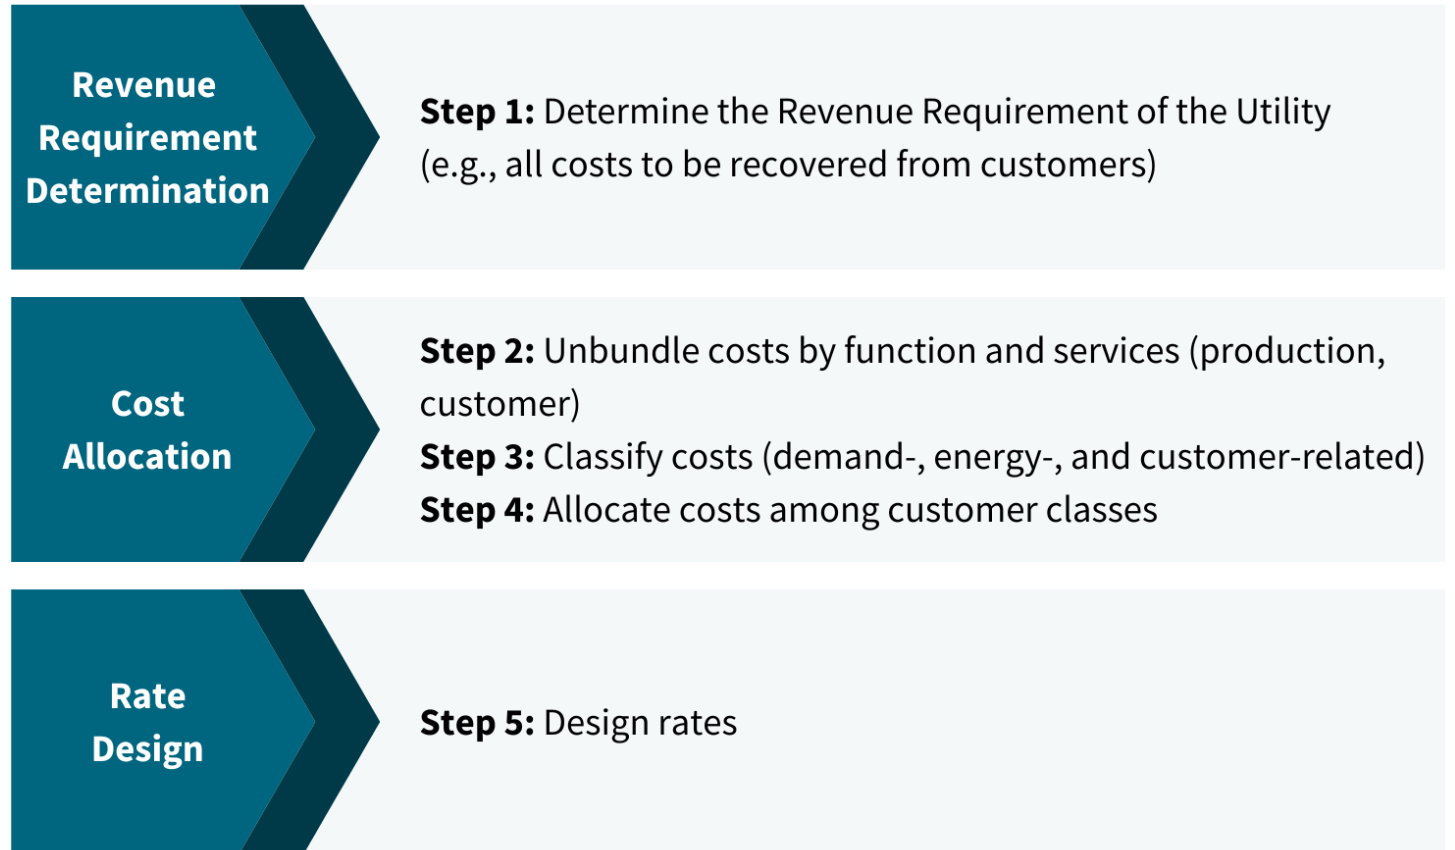 Revenue
Requirement
Determination
Step 1: Determine the Revenue Requirement of the Utility
(e.g., all costs to be recovered from customers)
Cost
Allocation
Step 2: Unbundle costs by function and services (production,
customer)
Step 3: Classify costs (demand-, energy-, and customer-related)
Step 4: Allocate costs among customer classes
Rate
Design
Step 5: Design rates